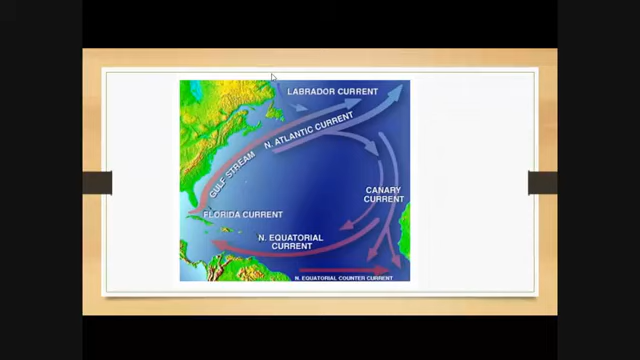 LABRADOR CURRENT
N. ATLANTIC CURRENT
GULF STREAM
CANARY
CURRENT
FLORIDA CURRENT
N. EQUATORIAL
CURRENT
N. EQUATORIAL COUNTER CURRENT